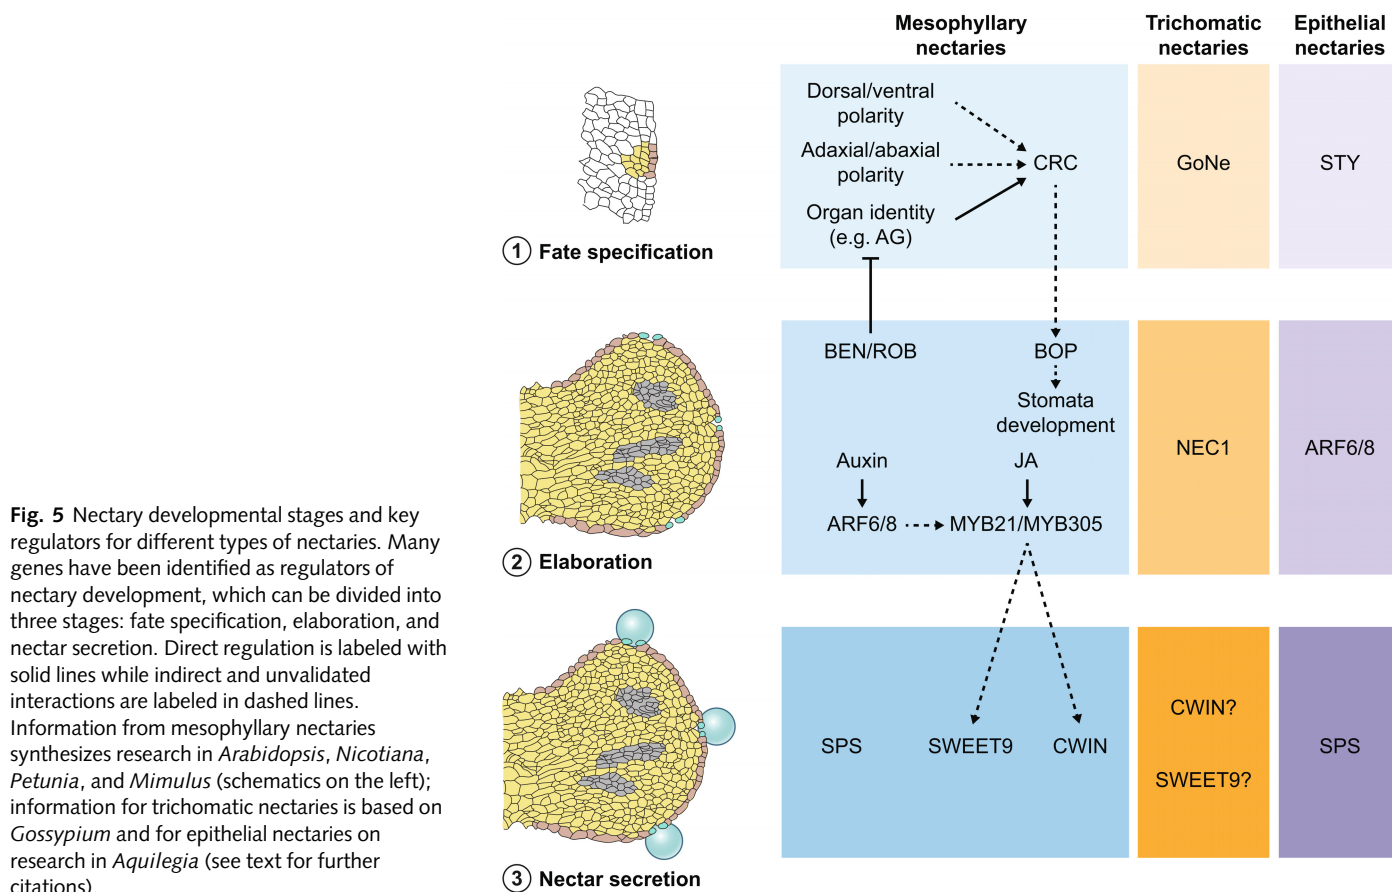 Mesophyllary
nectaries
Trichomatic
nectaries
Epithelial
nectaries
Dorsal/ventral
polarity
Adaxial/abaxial
polarity
CRC
Organ identity
(e.g. AG)
GoNe
STY
1 Fate specification
BEN/ROB
BOP
Stomata
development
Auxin
JA
ARF6/8
MYB21/MYB305
NEC1
ARF6/8
2 Elaboration
SPS
SWEET9
CWIN
CWIN?
SWEET9?
SPS
3 Nectar secretion
Fig. 5 Nectary developmental stages and key
regulators for different types of nectaries. Many
genes have been identified as regulators of
nectary development, which can be divided into
three stages: fate specification, elaboration, and
nectar secretion. Direct regulation is labeled with
solid lines while indirect and unvalidated
interactions are labeled in dashed lines.
Information from mesophyllary nectaries
synthesizes research in Arabidopsis, Nicotiana,
Petunia, and Mimulus (schematics on the left);
information for trichomatic nectaries is based on
Gossypium and for epithelial nectaries on
research in Aquilegia (see text for further
citations).